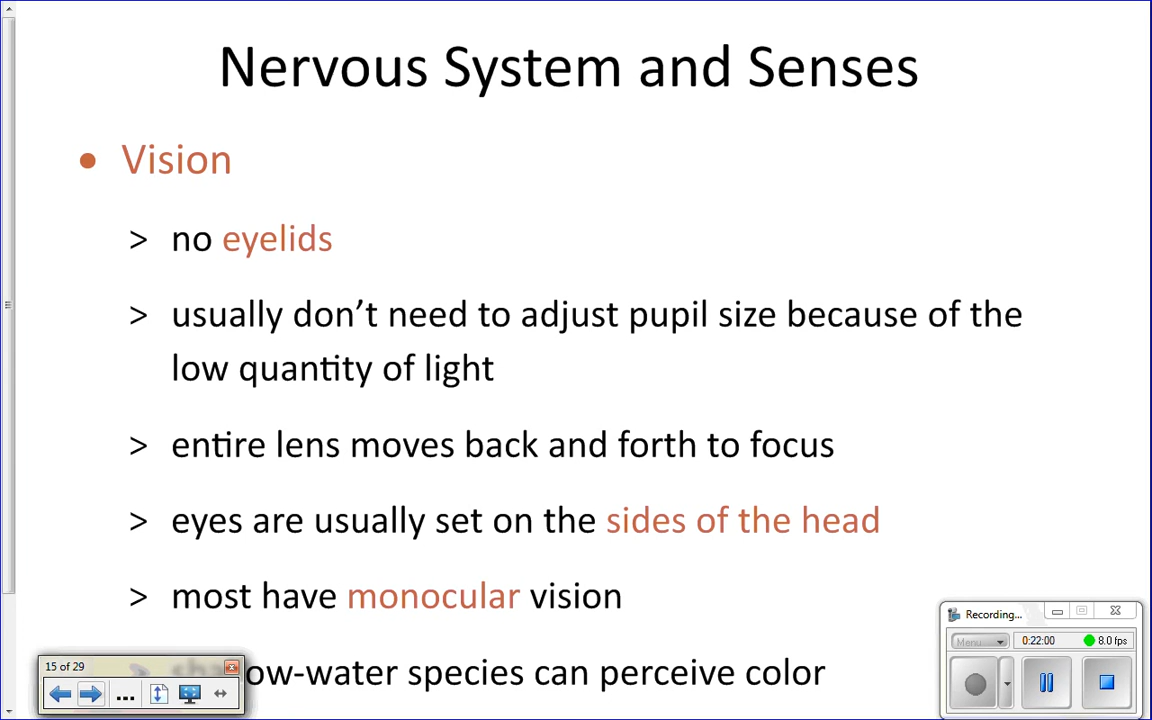 Nervous System and Senses
• Vision
> no eyelids
> usually don't need to adjust pupil size because of the
low quantity of light
> entire lens moves back and forth to focus
> eyes are usually set on the sides of the head
> most have monocular vision
> shallow-water species can perceive color
15 of 29
...
Recording...
Menu
0:22:00
8.0 fps